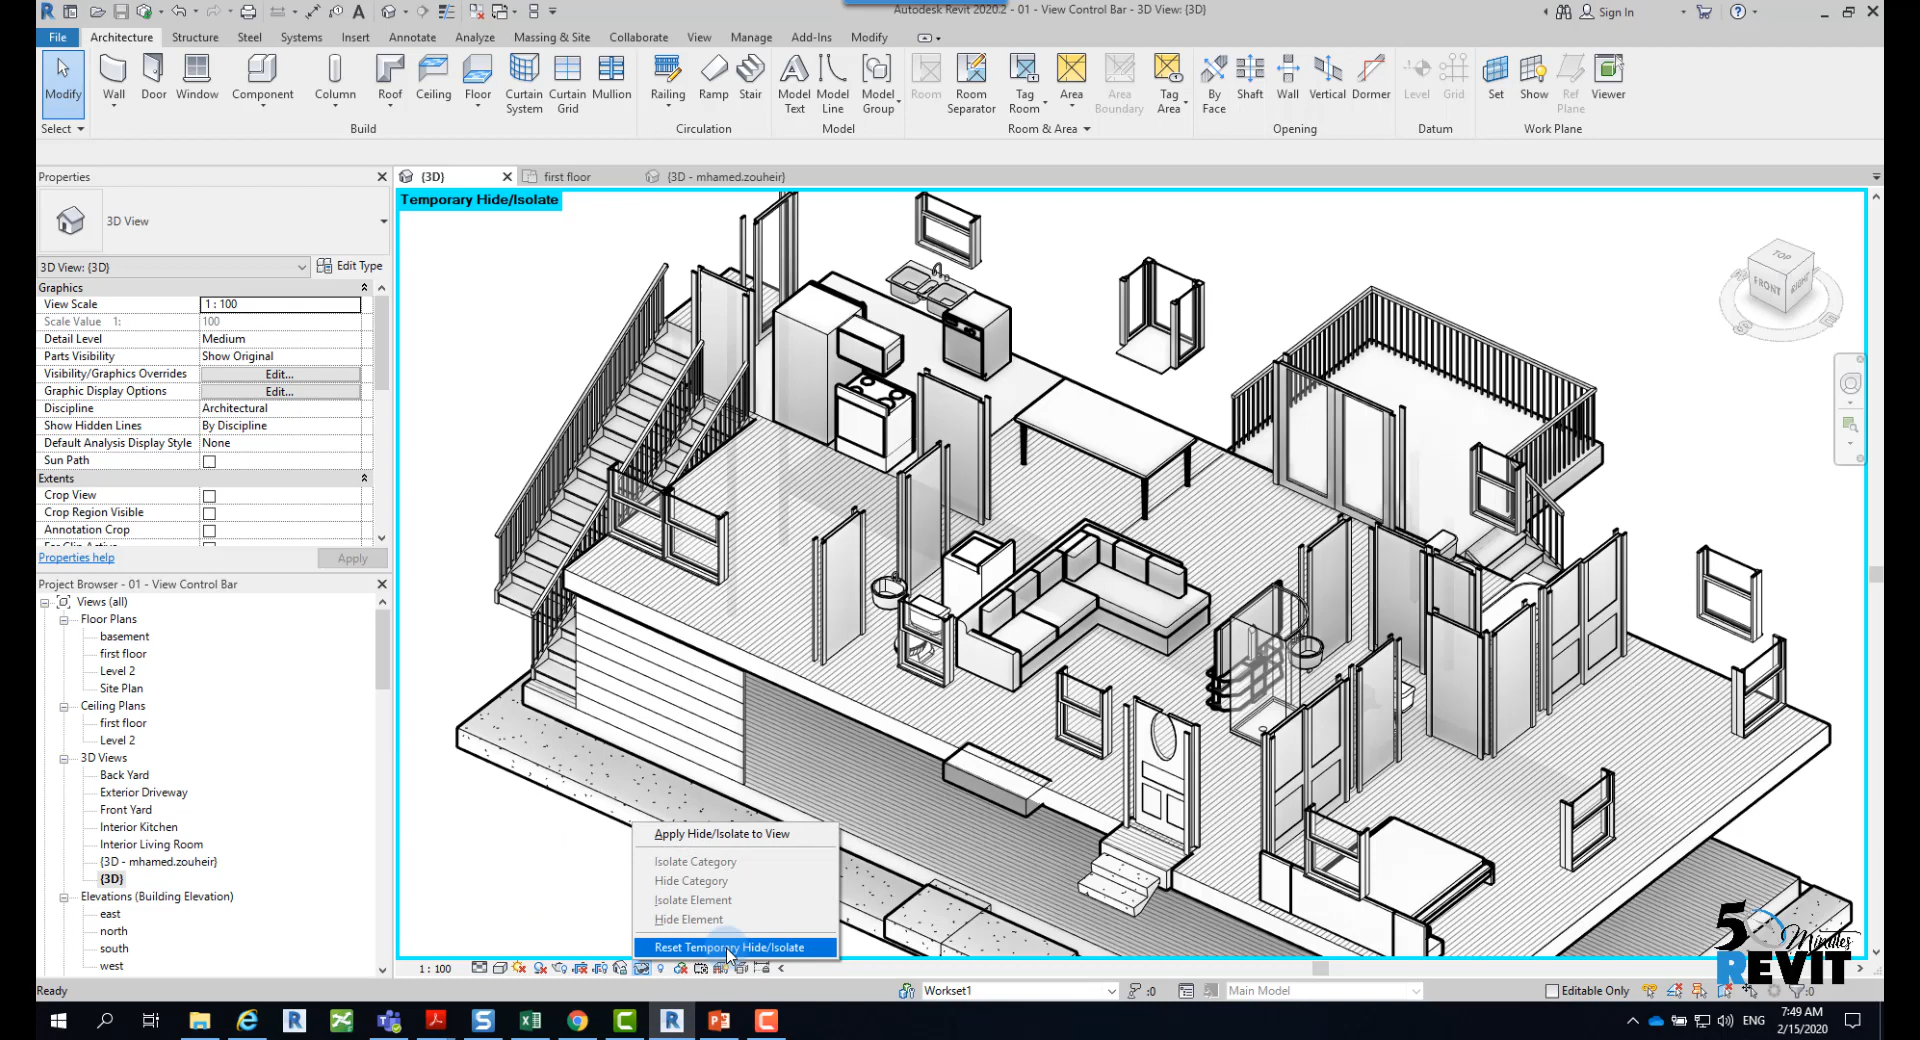 Autodesk Revit 2020.2 - 01 - View Control Bar - 3D View: {3D}
Sign In
File Architecture Structure Steel Systems Insert Annotate Analyze Massing & Site Collaborate View Manage Add-Ins Modify
Modify Wall Door Window Component Column Roof Ceiling Floor Curtain System Curtain Grid Mullion Railing Ramp Stair Model Text Model Line Model Group Room Room Separator Tag Room Area Area Boundary Tag Area By Face Shaft Wall Vertical Dormer Level Grid Set Show Ref Plane Viewer
Select Build Circulation Model Room & Area Opening Datum Work Plane
Properties
{3D} first floor {3D - mhamed.zouheir}
Temporary Hide/Isolate
3D View
3D View: {3D} Edit Type
Graphics
View Scale 1 : 100
Scale Value 1: 100
Detail Level Medium
Parts Visibility Show Original
Visibility/Graphics Overrides Edit...
Graphic Display Options Edit...
Discipline Architectural
Show Hidden Lines By Discipline
Default Analysis Display Style None
Sun Path
Extents
Crop View
Crop Region Visible
Annotation Crop
Properties help Apply
Project Browser - 01 - View Control Bar
Views (all)
Floor Plans
basement
first floor
Level 2
Site Plan
Ceiling Plans
first floor
Level 2
3D Views
Back Yard
Exterior Driveway
Front Yard
Interior Kitchen
Interior Living Room
{3D - mhamed.zouheir}
{3D}
Elevations (Building Elevation)
east
north
south
west
TOP
FRONT
RIGHT
S
E
Apply Hide/Isolate to View
Isolate Category
Hide Category
Isolate Element
Hide Element
Reset Temporary Hide/Isolate
1 : 100
5 Minutes
REVIT
Ready
Workset1
:0
Main Model
Editable Only
:0
ENG
7:49 AM
2/15/2020